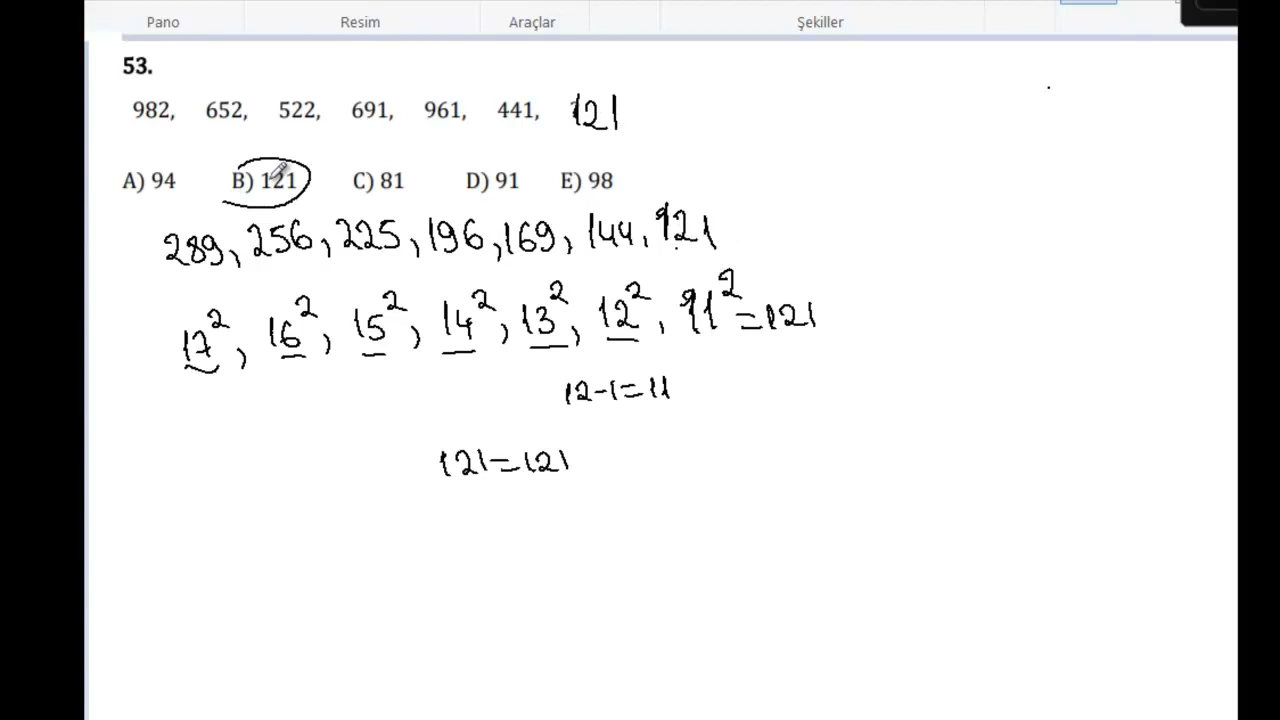 Pano Resim Araçlar Şekiller
53.
982, 652, 522, 691, 961, 441, 121
A) 94 B) 121 C) 81 D) 91 E) 98
289, 256, 225, 196, 169, 144, 121
17², 16², 15², 14², 13², 12², 11² = 121
12-1=11
121=121